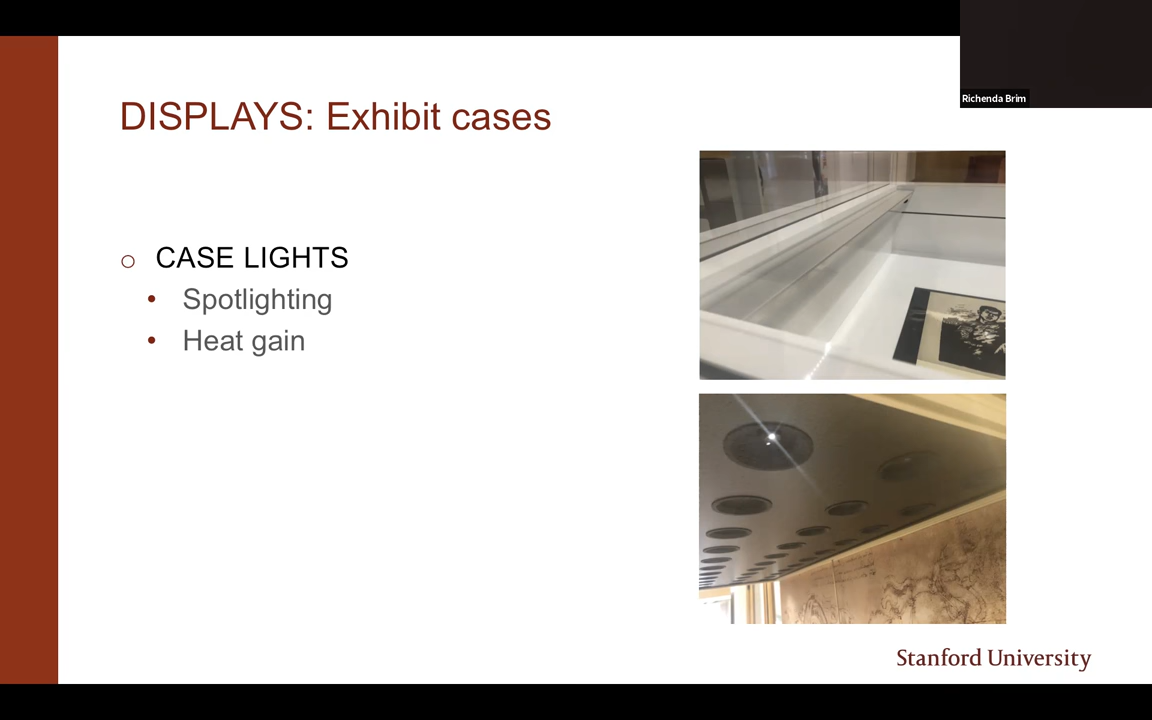 Richenda Brim
DISPLAYS: Exhibit cases
CASE LIGHTS
Spotlighting
Heat gain
Stanford University